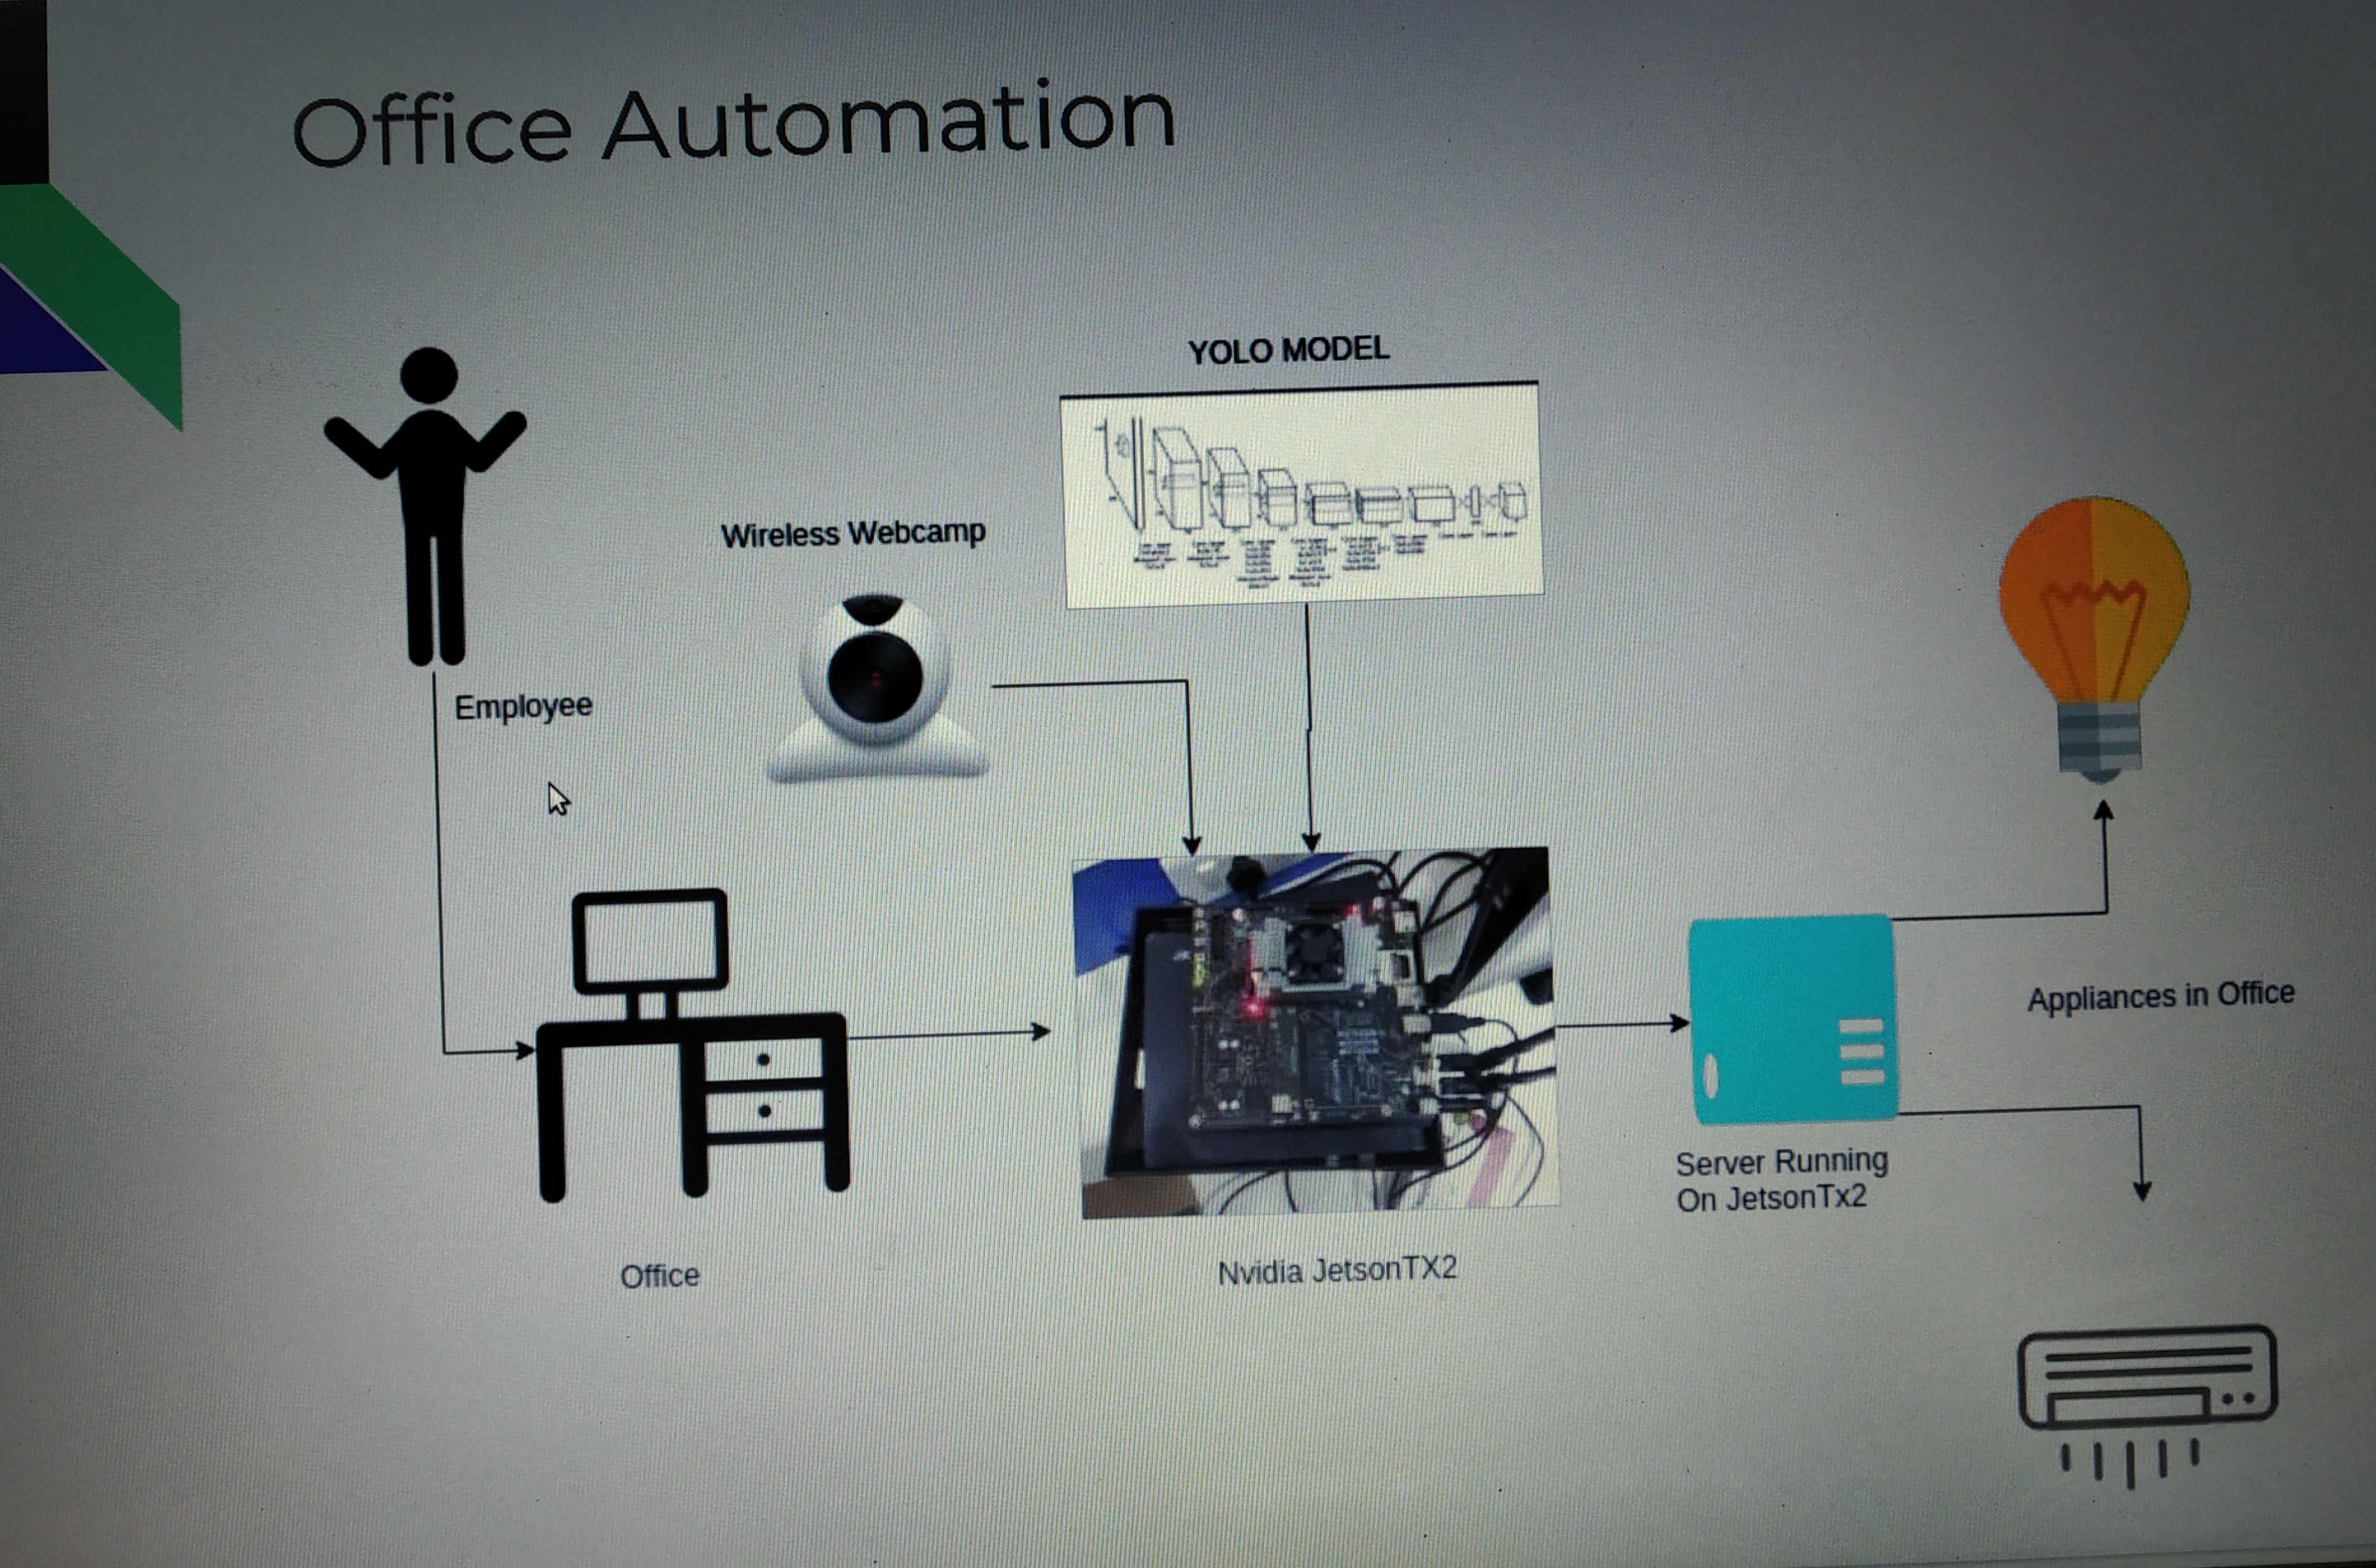 Office Automation
YOLO MODEL
Wireless Webcamp
Employee
Appliances in Office
Server Running
On JetsonTx2
Office
Nvidia JetsonTX2